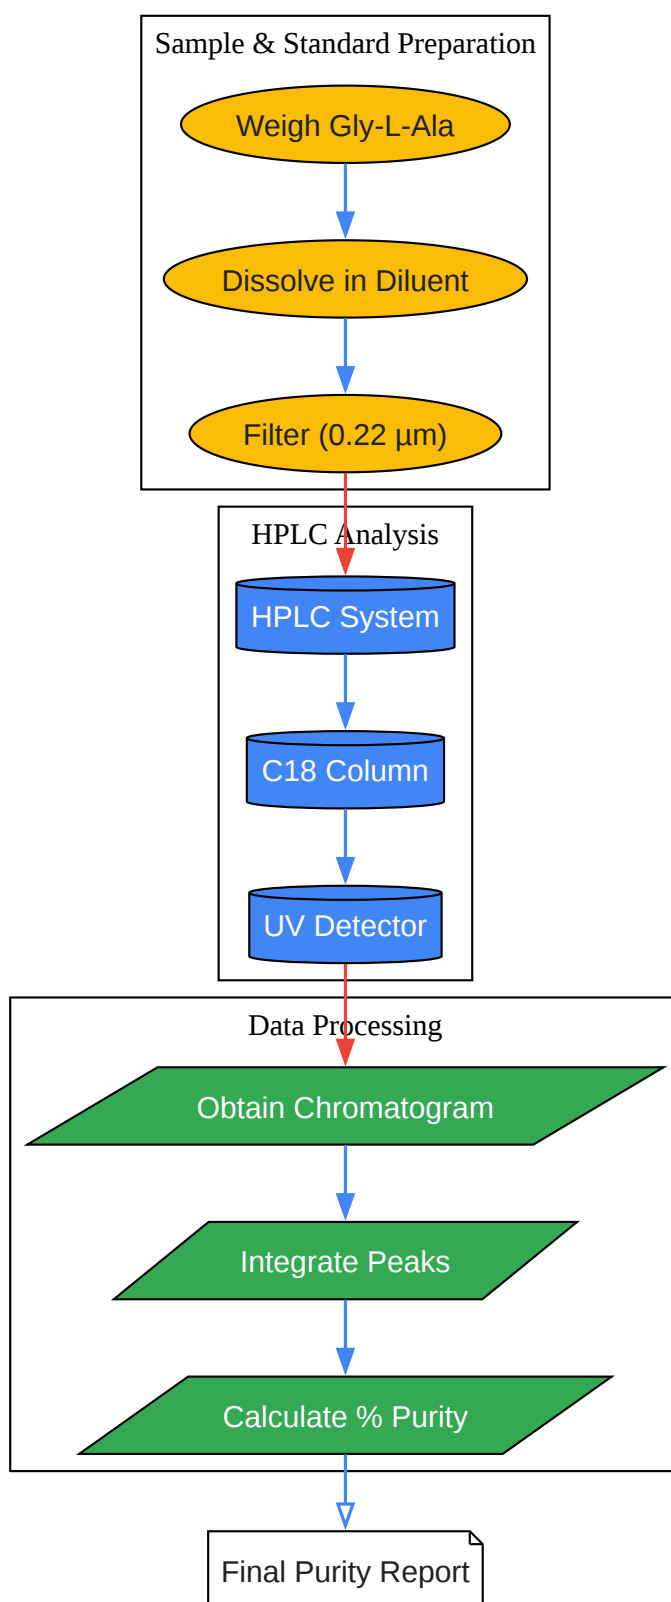 Sample & Standard Preparation
Weigh Gly-L-Ala
Dissolve in Diluent
Filter (0.22 µm)
HPLC Analysis
HPLC System
C18 Column
UV Detector
Data Processing
Obtain Chromatogram
Integrate Peaks
Calculate % Purity
Final Purity Report